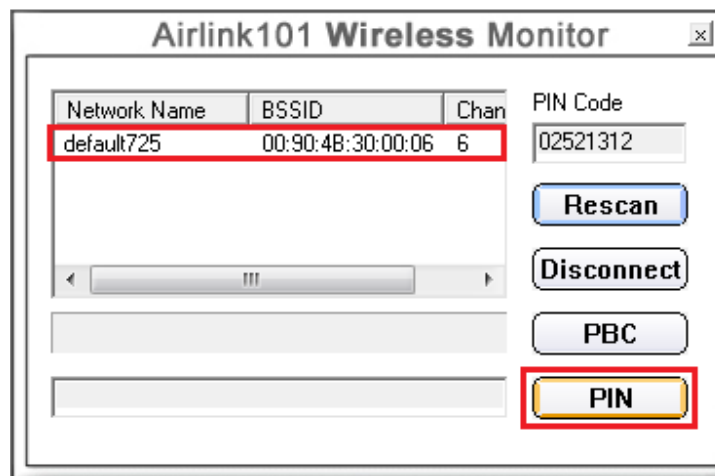 Airlink101 Wireless Monitor
Network Name BSSID Chan
default725 00:90:4B:30:00:06 6
PIN Code
02521312
Rescan
Disconnect
PBC
PIN